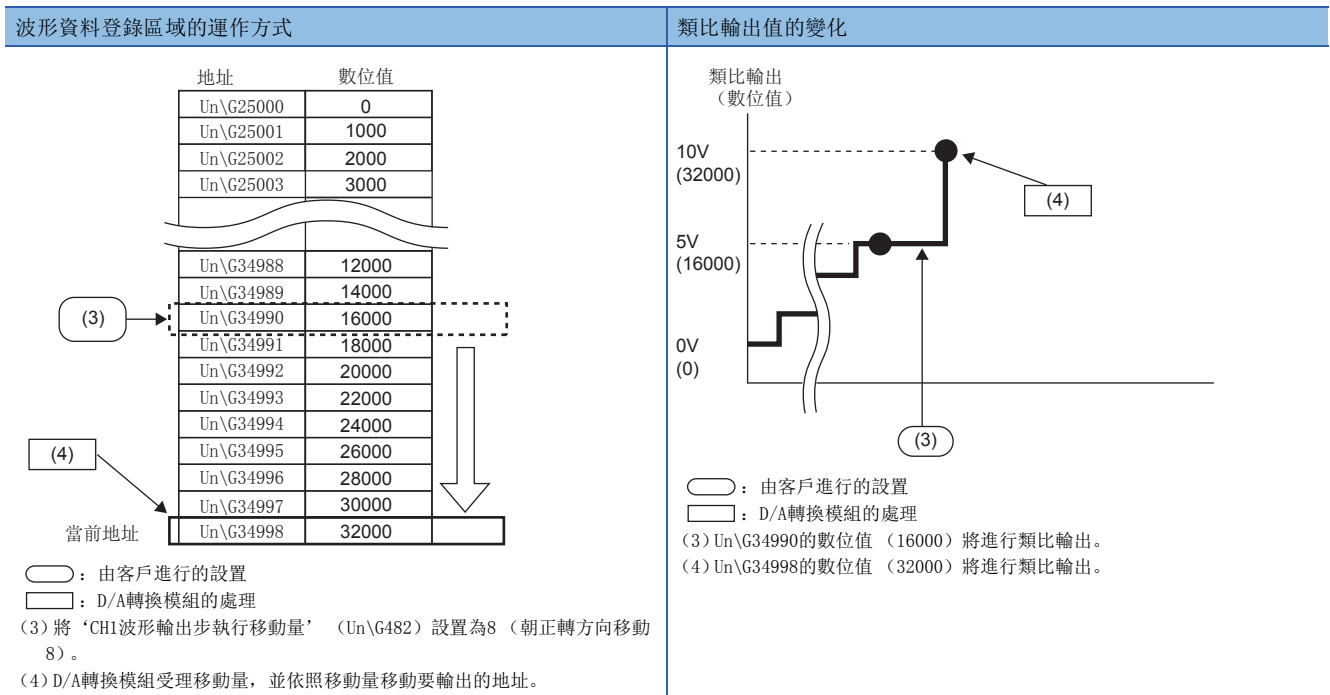 波形資料登錄區域的運作方式
類比輸出值的變化
地址 數位值
Un\G25000 0
Un\G25001 1000
Un\G25002 2000
Un\G25003 3000
Un\G34988 12000
Un\G34989 14000
(3)
Un\G34990 16000
Un\G34991 18000
Un\G34992 20000
Un\G34993 22000
Un\G34994 24000
Un\G34995 26000
(4)
Un\G34996 28000
Un\G34997 30000
當前地址 Un\G34998 32000
：由客戶進行的設置
：D/A轉換模組的處理
（3）將‘CH1波形輸出步執行移動量’（Un\G482）設置為8（朝正轉方向移動
8）。
（4）D/A轉換模組受理移動量，並依照移動量移動要輸出的地址。
類比輸出
（數位值）
10V
(32000)
(4)
5V
(16000)
0V
(0)
(3)
：由客戶進行的設置
：D/A轉換模組的處理
（3）Un\G34990的數位值（16000）將進行類比輸出。
（4）Un\G34998的數位值（32000）將進行類比輸出。